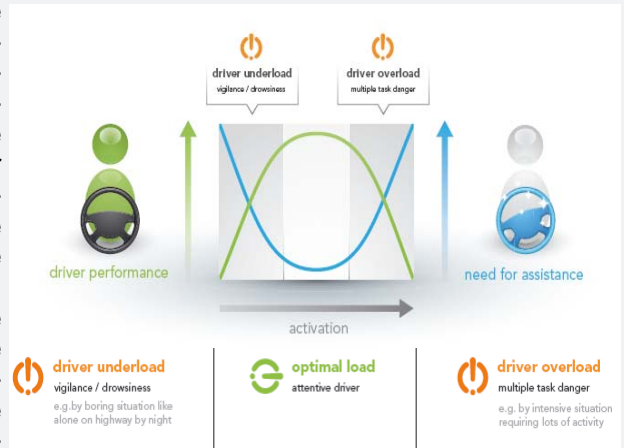 driver underload
vigilance / drowsiness
driver overload
multiple task danger
driver performance
need for assistance
activation
driver underload
vigilance / drowsiness
e.g.by boring situation like
alone on highway by night
optimal load
attentive driver
driver overload
multiple task danger
e.g. by intensive situation
requiring lots of activity